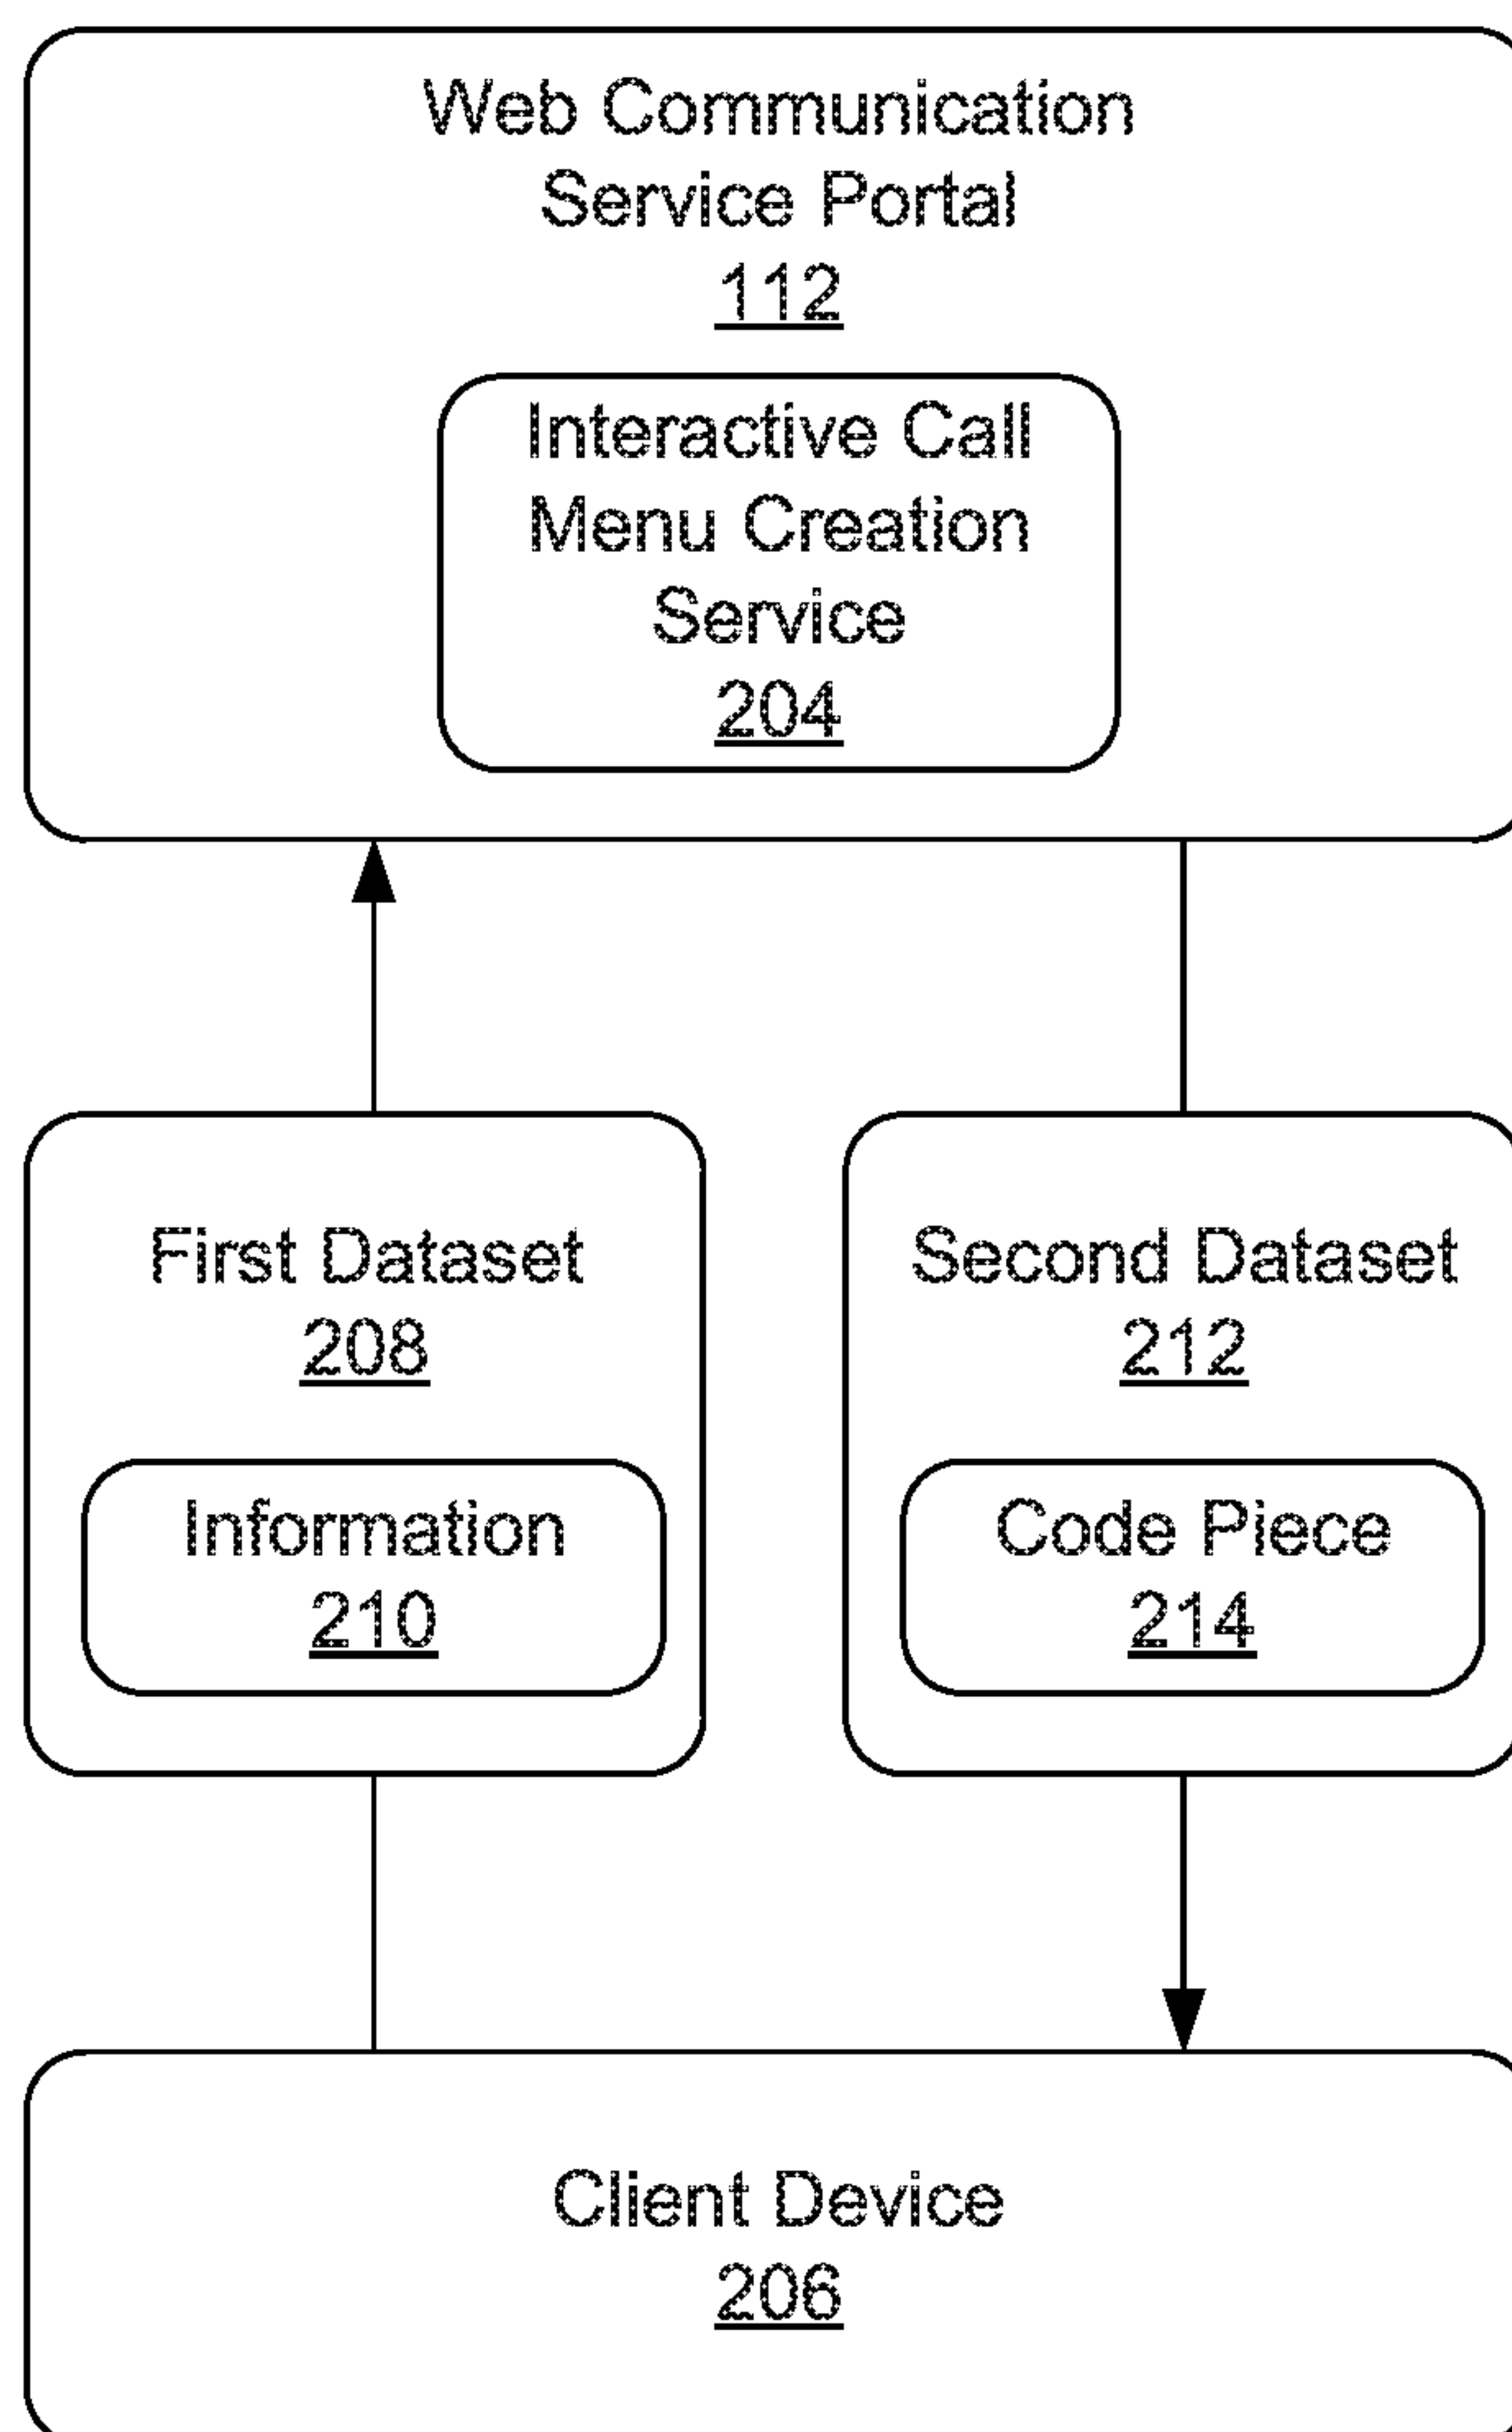 Web Communication
Service Portal
112
Interactive Call
Menu Creation
Service
204
First Dataset
208
Information
210
Second Dataset
212
Code Piece
214
Client Device
206